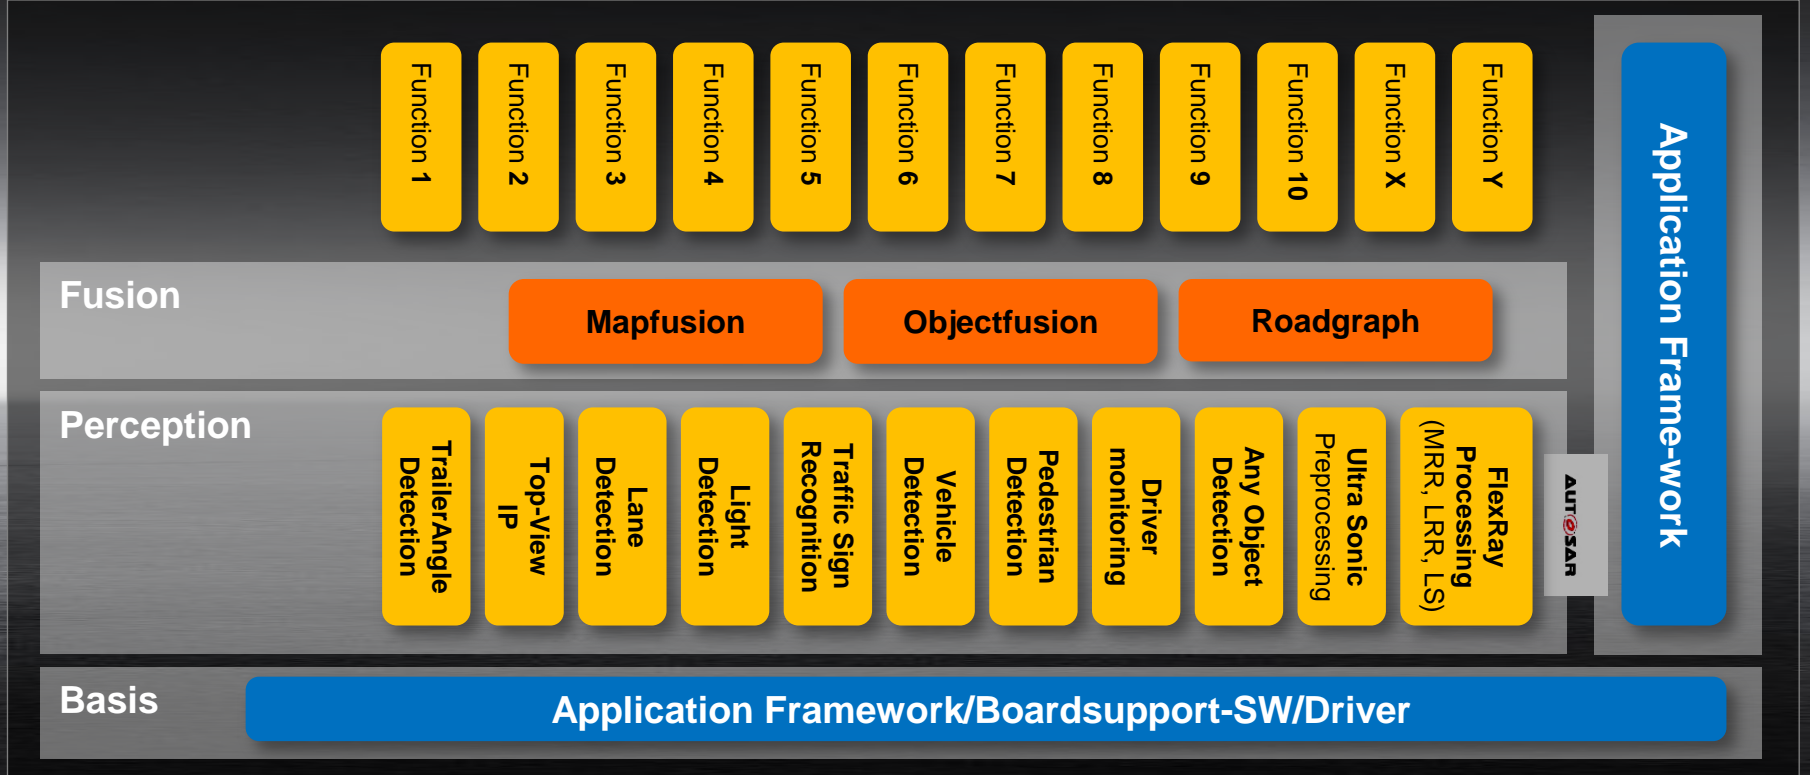 Function 1
Function 2
Function 3
Function 4
Function 5
Function 6
Function 7
Function 8
Function 9
Function 10
Function X
Function Y
Application Frame-work
Fusion
Mapfusion
Objectfusion
Roadgraph
Perception
TrailerAngle
Detection
Top-View
IP
Lane
Detection
Light
Detection
Traffic Sign
Recognition
Vehicle
Detection
Pedestrian
Detection
Driver
monitoring
Any Object
Detection
Ultra Sonic
Preprocessing
FlexRay
Processing
(MRR, LRR, LS)
AUTOSAR
Basis
Application Framework/Boardsupport-SW/Driver